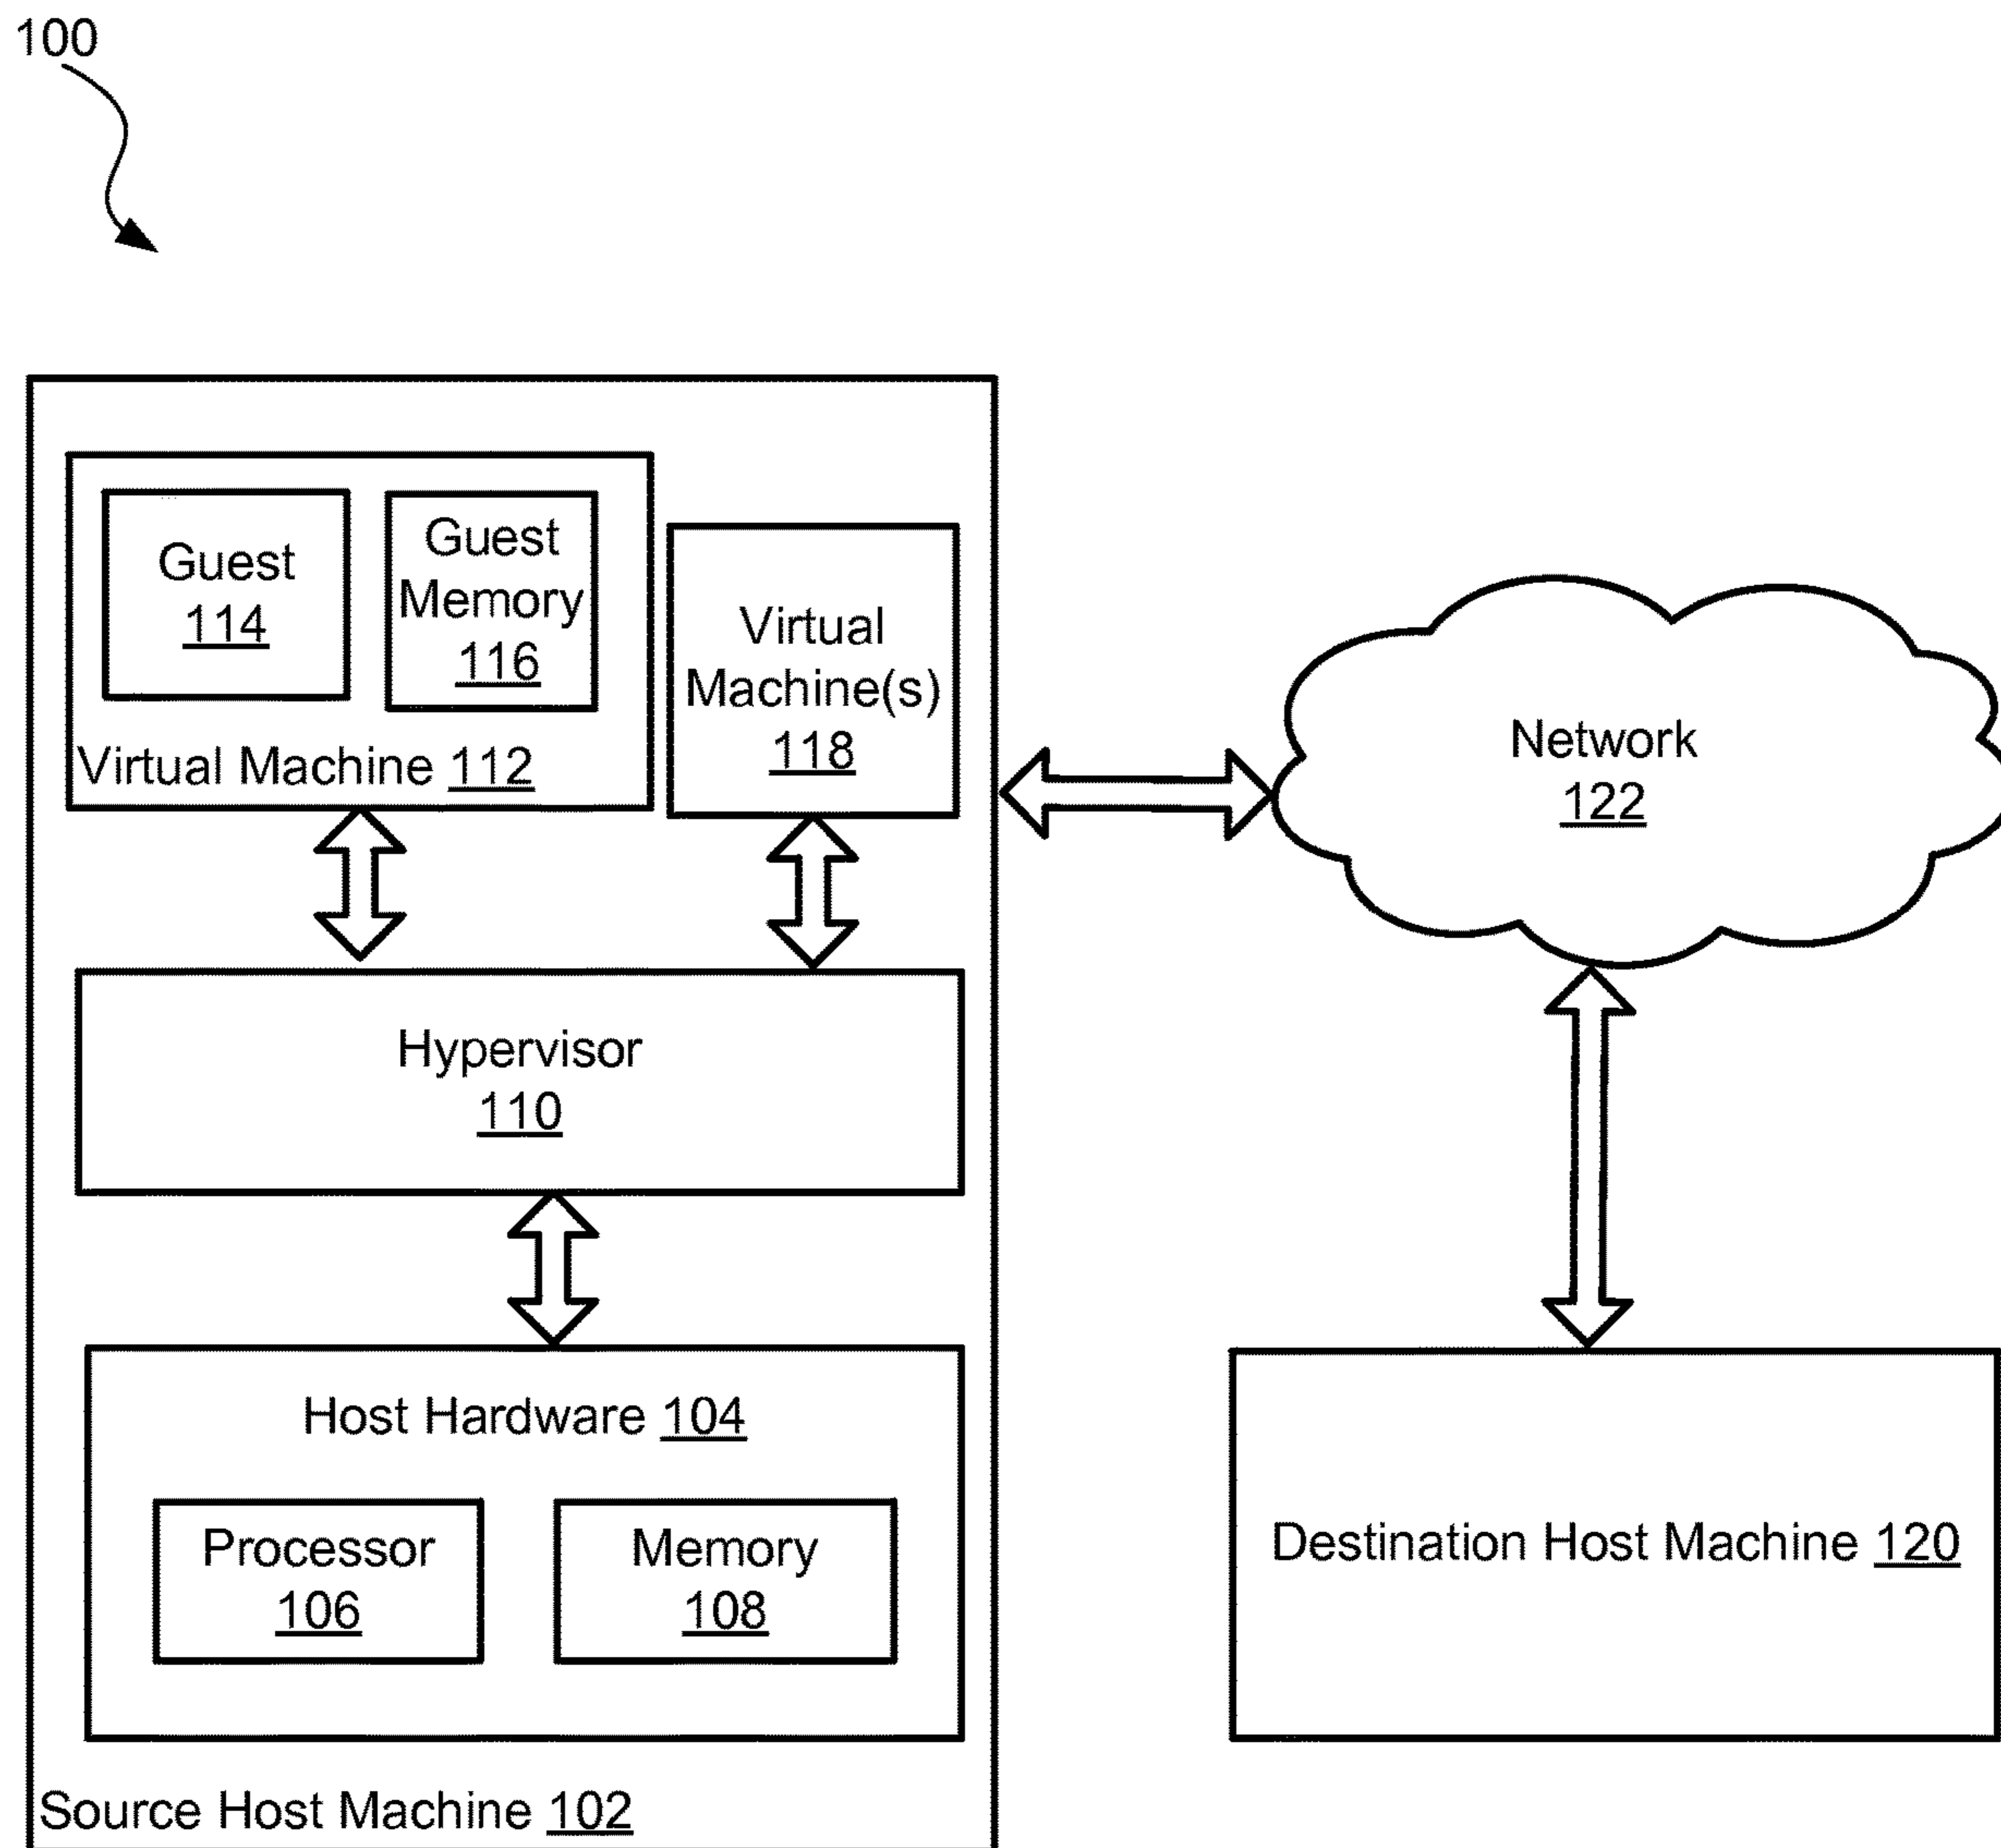 100
Guest
114
Guest
Memory
116
Virtual Machine 112
Virtual
Machine(s)
118
Network
122
Hypervisor
110
Host Hardware 104
Processor
106
Memory
108
Destination Host Machine 120
Source Host Machine 102